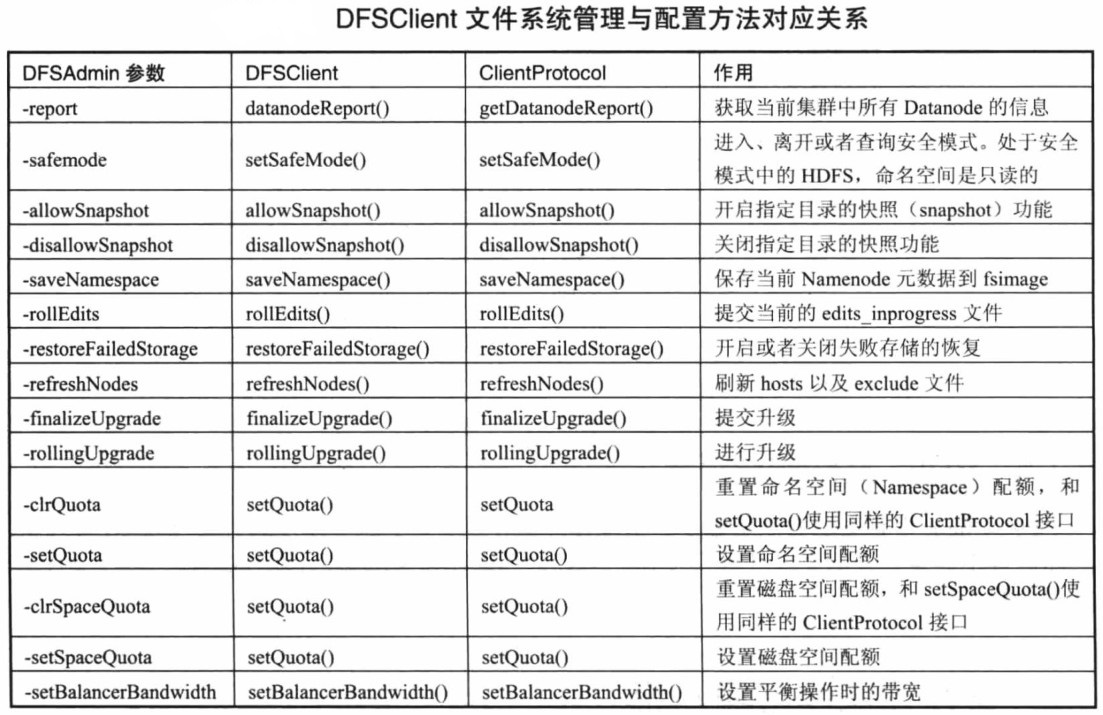 DFSClient 文件系统管理与配置方法对应关系
DFSAdmin 参数 DFSClient ClientProtocol 作用
-report datanodeReport() getDatanodeReport() 获取当前集群中所有 Datanode 的信息
-safemode setSafeMode() setSafeMode() 进入、离开或者查询安全模式。处于安全
模式中的 HDFS，命名空间是只读的
-allowSnapshot allowSnapshot() allowSnapshot() 开启指定目录的快照（snapshot）功能
-disallowSnapshot disallowSnapshot() disallowSnapshot() 关闭指定目录的快照功能
-saveNamespace saveNamespace() saveNamespace() 保存当前 Namenode 元数据到 fsimage
-rollEdits rollEdits() rollEdits() 提交当前的 edits_inprogress 文件
-restoreFailedStorage restoreFailedStorage() restoreFailedStorage() 开启或者关闭失败存储的恢复
-refreshNodes refreshNodes() refreshNodes() 刷新 hosts 以及 exclude 文件
-finalizeUpgrade finalizeUpgrade() finalizeUpgrade() 提交升级
-rollingUpgrade rollingUpgrade() rollingUpgrade() 进行升级
-clrQuota setQuota() setQuota 重置命名空间（Namespace）配额，和
setQuota()使用同样的 ClientProtocol 接口
-setQuota setQuota() setQuota() 设置命名空间配额
-clrSpaceQuota setQuota() setQuota() 重置磁盘空间配额，和 setSpaceQuota()使
用同样的 ClientProtocol 接口
-setSpaceQuota setQuota() setQuota() 设置磁盘空间配额
-setBalancerBandwidth setBalancerBandwidth() setBalancerBandwidth() 设置平衡操作时的带宽